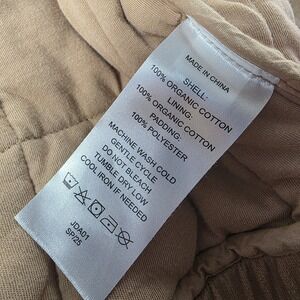 MADE IN CHINA
SHELL:
100% ORGANIC COTTON
LINING:
100% ORGANIC COTTON
PADDING:
100% POLYESTER
MACHINE WASH COLD
GENTLE CYCLE
DO NOT BLEACH
TUMBLE DRY LOW
COOL IRON IF NEEDED
JDA01
SP/25